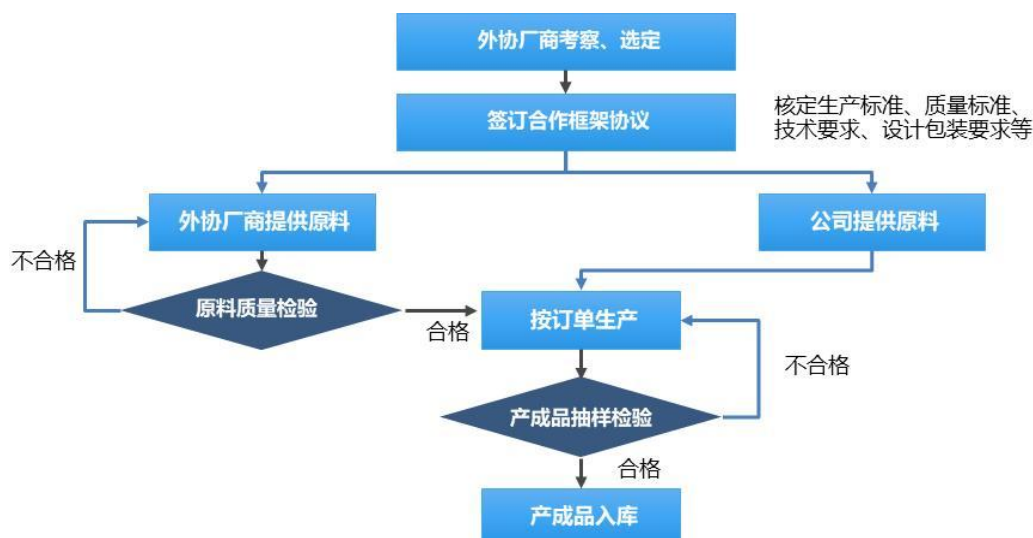 外协厂商考察、选定
签订合作框架协议
核定生产标准、质量标准、
技术要求、设计包装要求等
外协厂商提供原料
公司提供原料
不合格
原料质量检验
合格
按订单生产
不合格
产成品抽样检验
合格
产成品入库